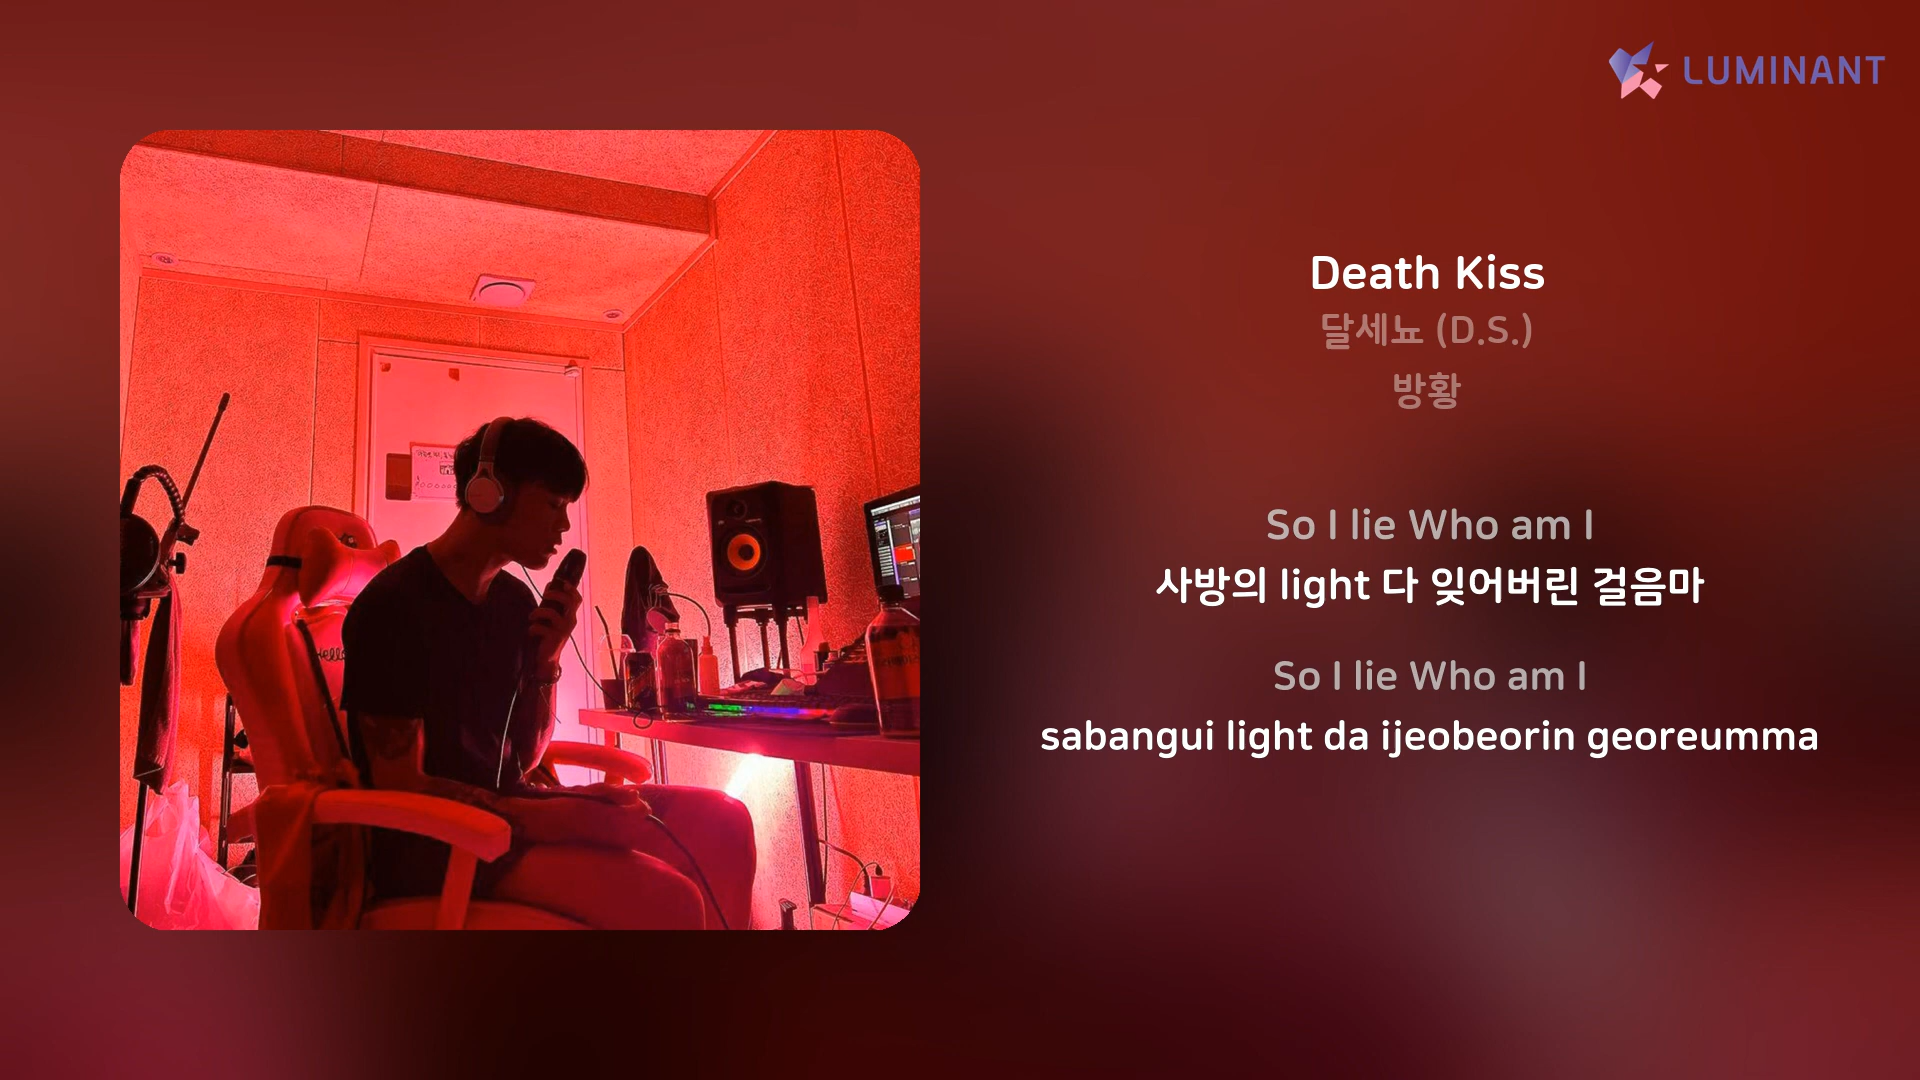 LUMINANT
Death Kiss
달세뇨 (D.S.)
방황
So I lie Who am I
사방의 light 다 잊어버린 걸음마
So I lie Who am I
sabangui light da ijeobeorin georeumma
Hello